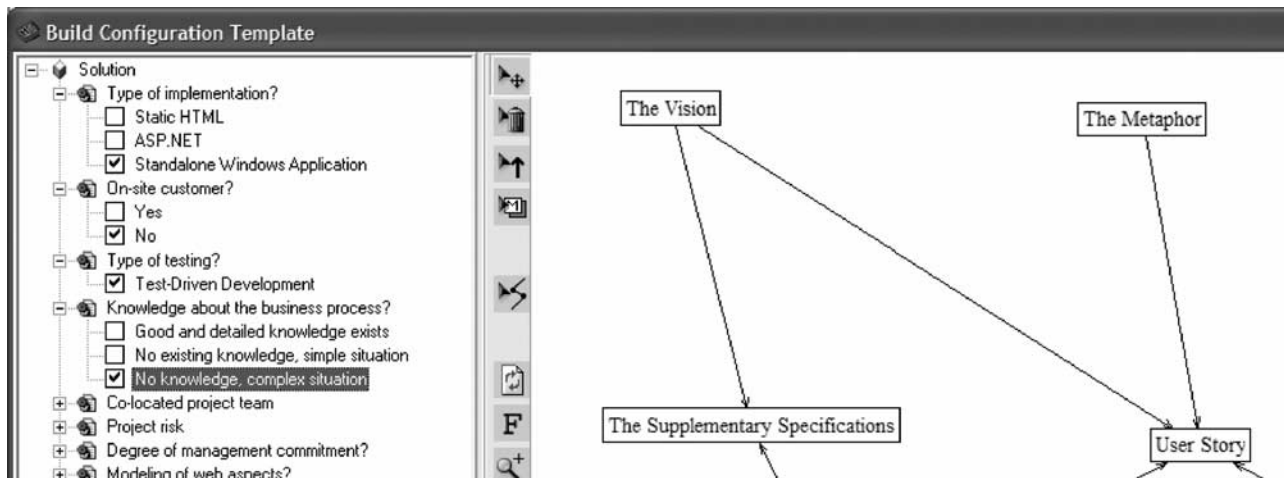 Build Configuration Template
Solution
Type of implementation?
Static HTML
ASP.NET
Standalone Windows Application
On-site customer?
Yes
No
Type of testing?
Test-Driven Development
Knowledge about the business process?
Good and detailed knowledge exists
No existing knowledge, simple situation
No knowledge, complex situation
Co-located project team
Project risk
Degree of management commitment?
Modeling of web aspects?
M
F
The Vision
The Metaphor
The Supplementary Specifications
User Story